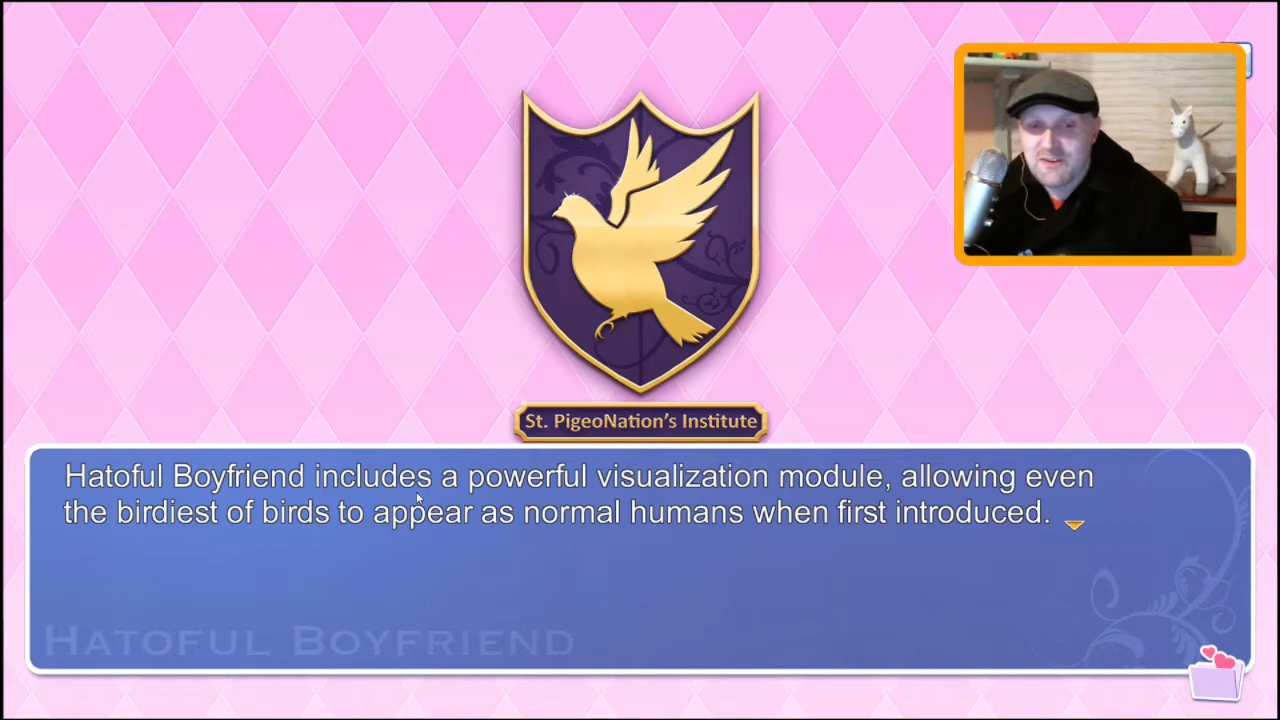 St. PigeoNation's Institute
Hatoful Boyfriend includes a powerful visualization module, allowing even
the birdiest of birds to appear as normal humans when first introduced.
HATOFUL BOYFRIEND